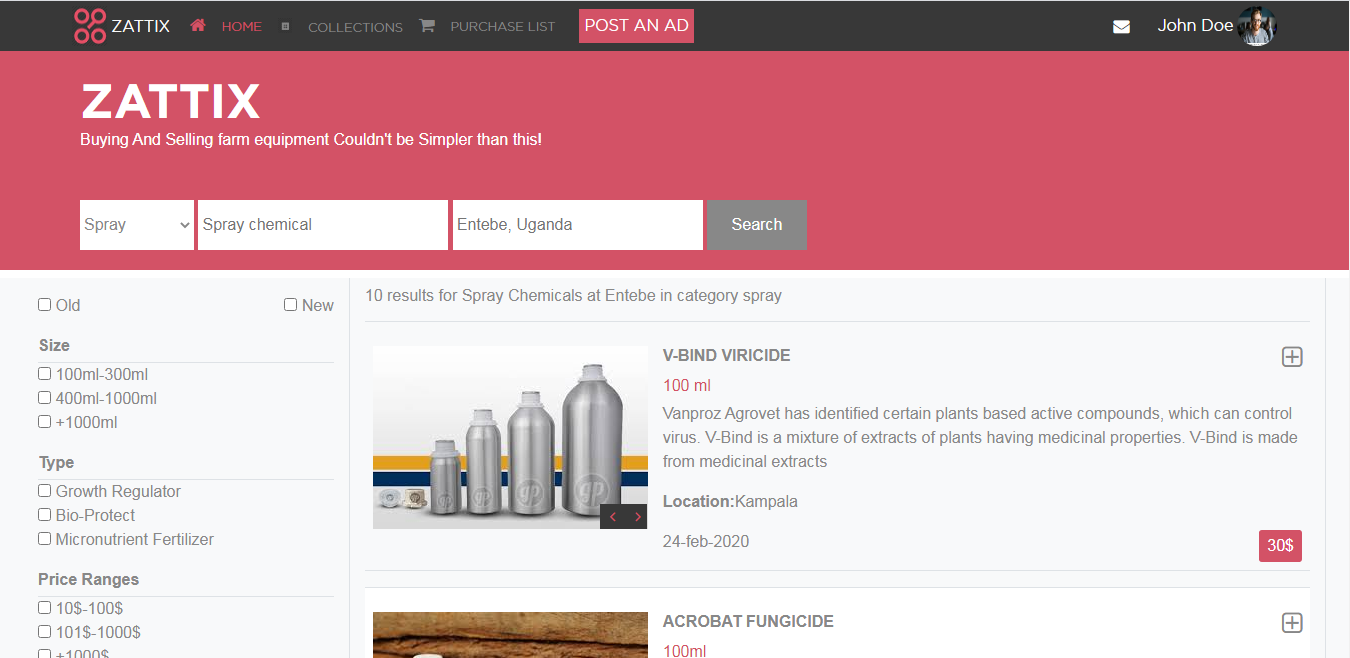 ZATTIX HOME COLLECTIONS PURCHASE LIST POST AN AD John Doe
ZATTIX
Buying And Selling farm equipment Couldn't be Simpler than this!
Spray Spray chemical Entebe, Uganda Search
Old New
Size
100ml-300ml
400ml-1000ml
+1000ml
Type
Growth Regulator
Bio-Protect
Micronutrient Fertilizer
Price Ranges
10$-100$
101$-1000$
+1000$
10 results for Spray Chemicals at Entebe in category spray
V-BIND VIRICIDE
100 ml
Vanproz Agrovet has identified certain plants based active compounds, which can control
virus. V-Bind is a mixture of extracts of plants having medicinal properties. V-Bind is made
from medicinal extracts
Location:Kampala
24-feb-2020
30$
gp gp gp gp
ACROBAT FUNGICIDE
100ml